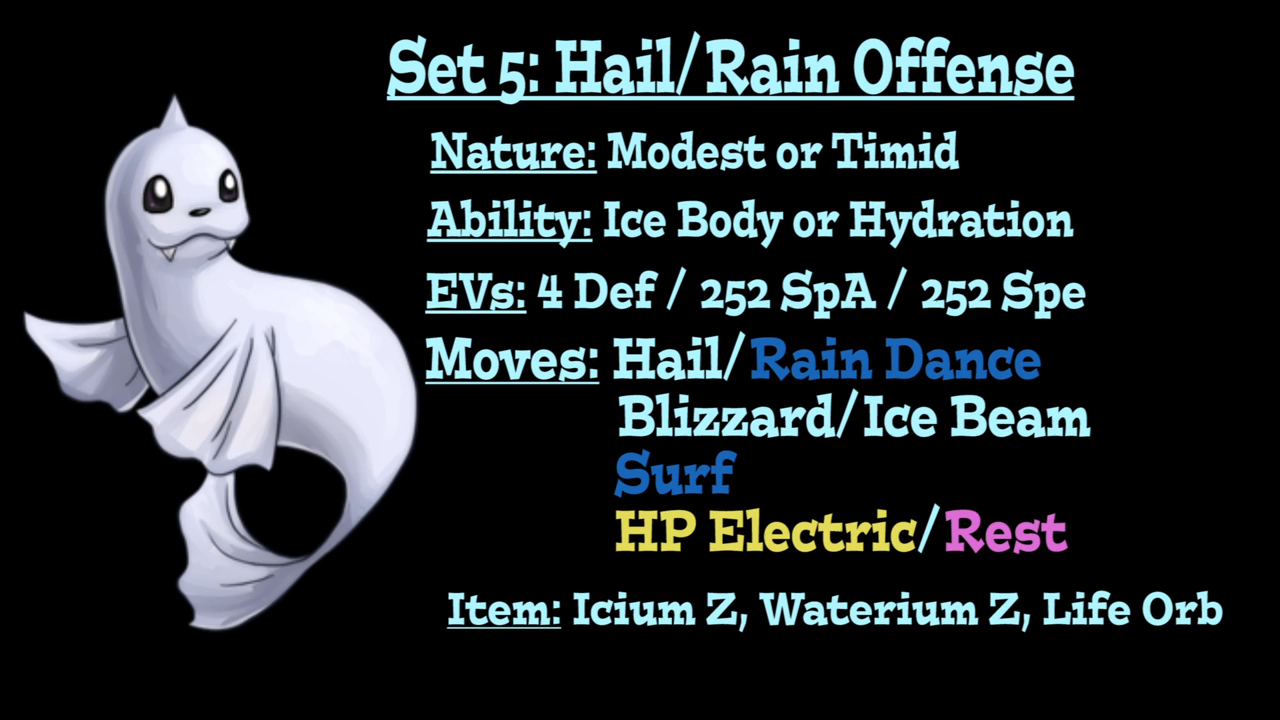 Set 5: Hail/Rain Offense
Nature: Modest or Timid
Ability: Ice Body or Hydration
EVs: 4 Def / 252 SpA / 252 Spe
Moves: Hail/Rain Dance
Blizzard/Ice Beam
Surf
HP Electric/Rest
Item: Icium Z, Waterium Z, Life Orb